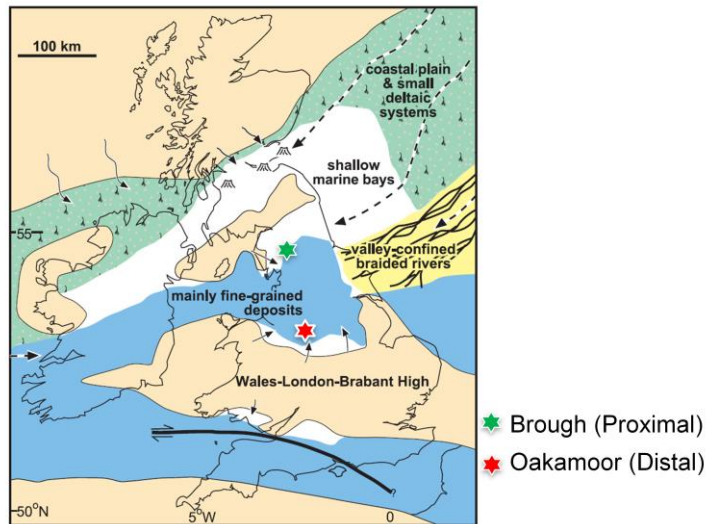 100 km
coastal plain
& small
deltaic
systems
shallow
marine bays
55
valley-confined
braided rivers
mainly fine-grained
deposits
Wales-London-Brabant High
Brough (Proximal)
Oakamoor (Distal)
50°N
5°W
0